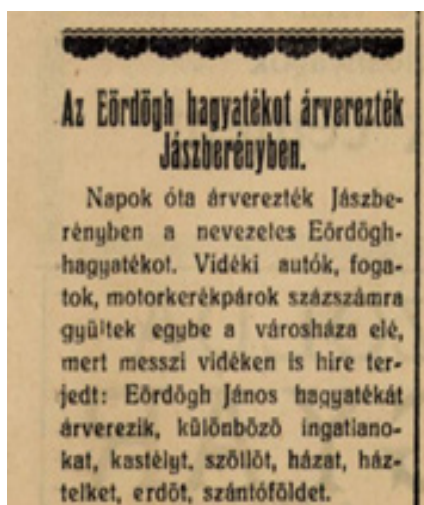 Az Eördögh hagyatékot árverezték
Jászberényben.
Napok óta árverezték Jászbe-
rényben a nevezetes Eördögh-
hagyatékot. Vidéki autók, foga-
tok, motorkerékpárok százszámra
gyültek egybe a városháza elé,
mert messzi vidéken is hire ter-
jedt: Eördögh János hagyatékát
árverezik, különböző ingatlano-
kat, kastélyt, szöllőt, házat, ház-
telket, erdőt, szántóföldet.